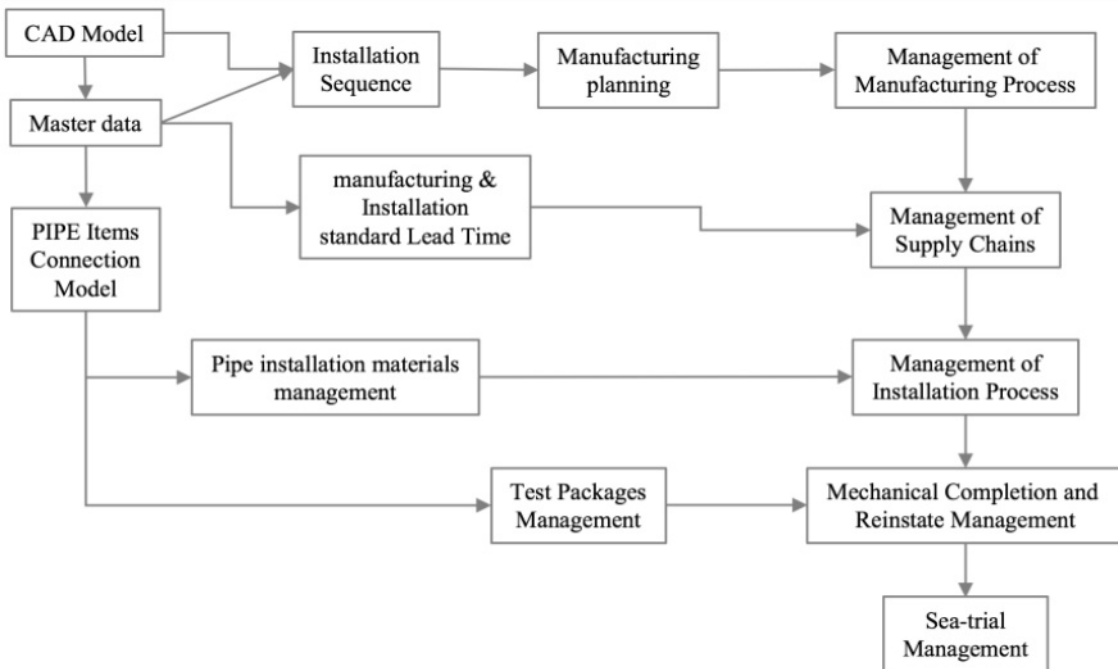 CAD Model
Installation
Sequence
Manufacturing
planning
Management of
Manufacturing Process
Master data
manufacturing &
Installation
standard Lead Time
Management of
Supply Chains
PIPE Items
Connection
Model
Pipe installation materials
management
Management of
Installation Process
Test Packages
Management
Mechanical Completion and
Reinstate Management
Sea-trial
Management